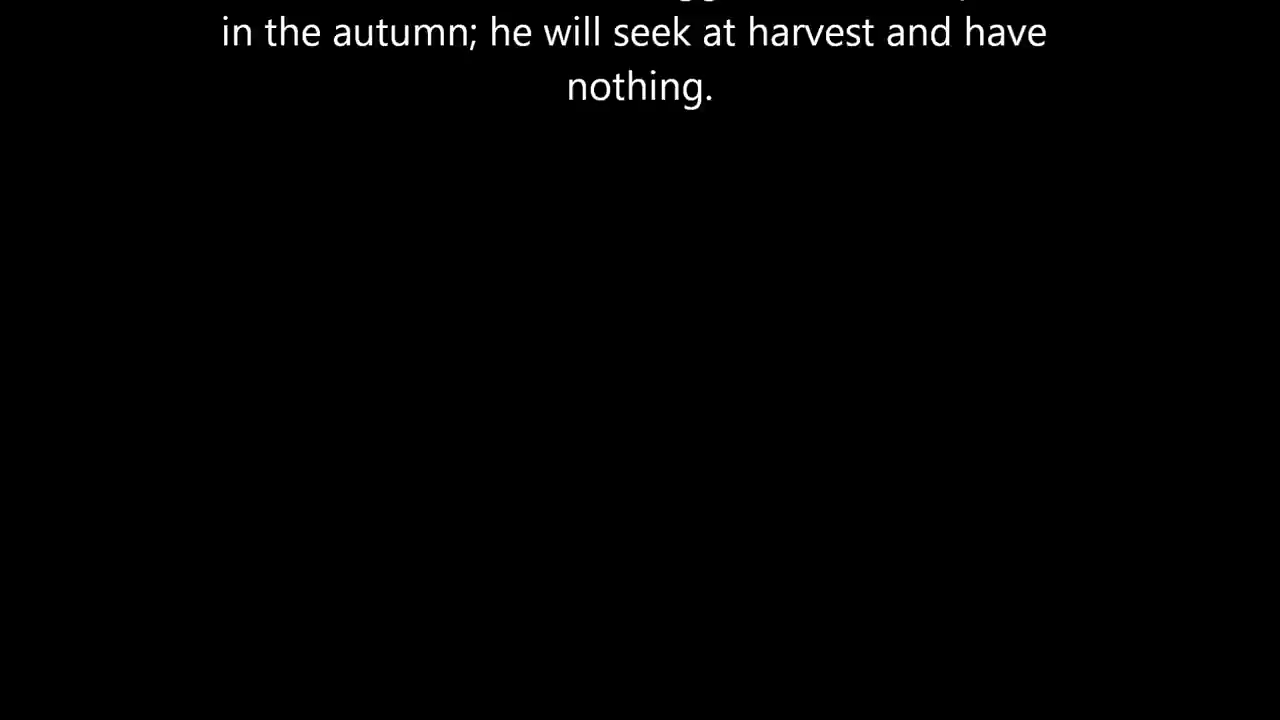 in the autumn; he will seek at harvest and have
nothing.